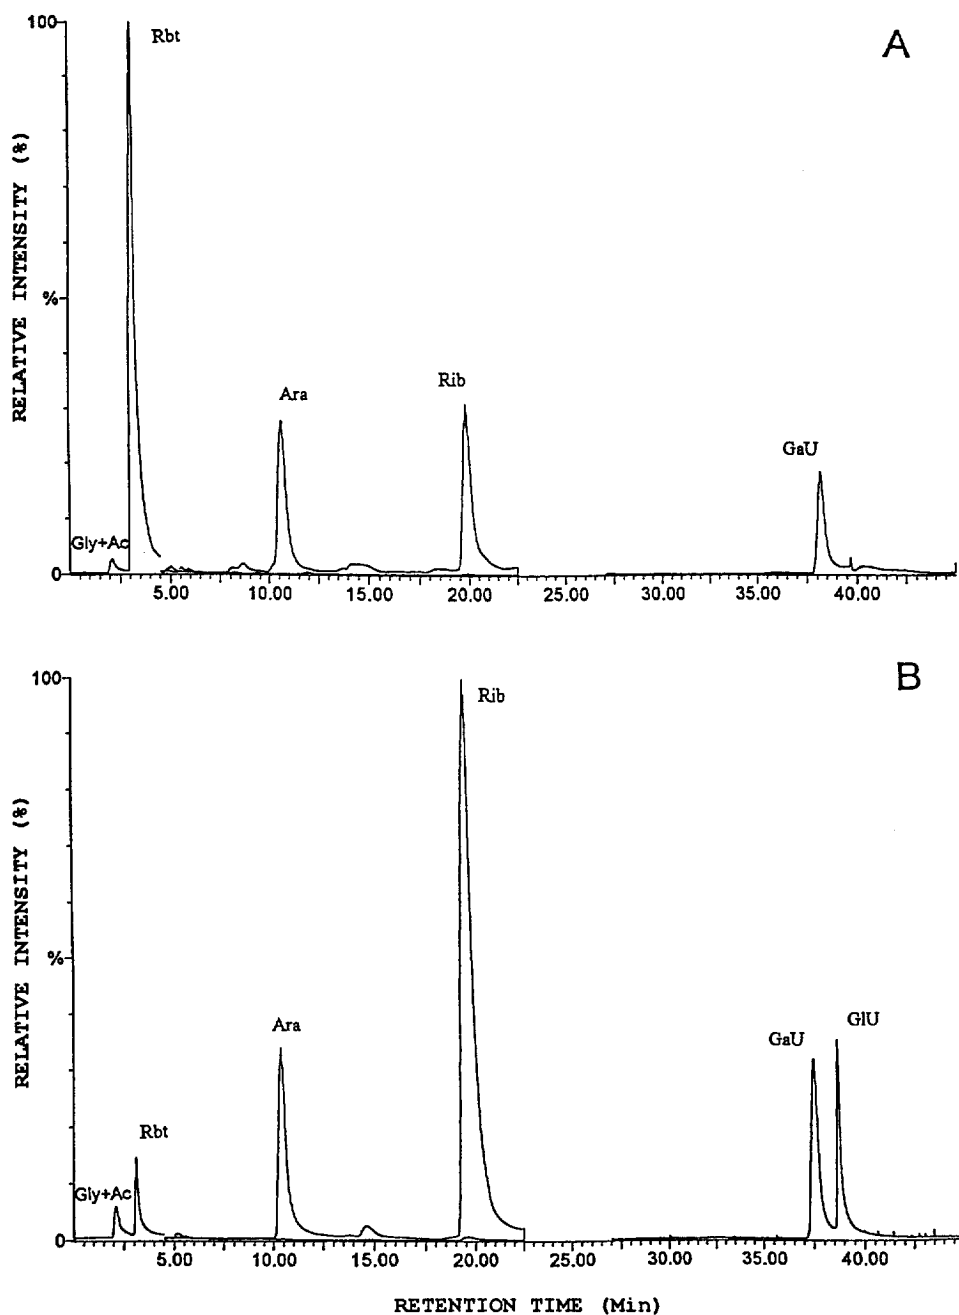 A
100
Rbt
RELATIVE INTENSITY (%)
%
Ara
Rib
GaU
Gly+Ac
0
5.00 10.00 15.00 20.00 25.00 30.00 35.00 40.00
B
100
Rib
RELATIVE INTENSITY (%)
%
Ara
GaU
GlU
Rbt
Gly+Ac
0
5.00 10.00 15.00 20.00 25.00 30.00 35.00 40.00
RETENTION TIME (Min)